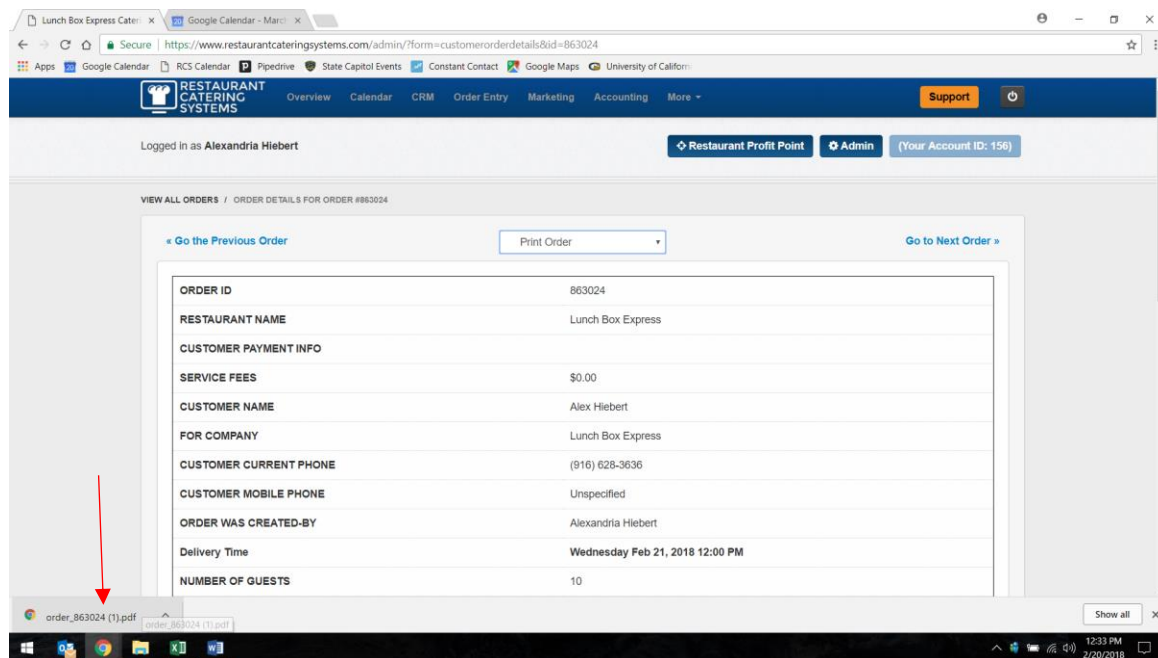 Lunch Box Express Cater
Google Calendar - Marc
Secure https://www.restaurantcateringsystems.com/admin/?form=customerorderdetails&id=863024
Apps Google Calendar RCS Calendar Pipedrive State Capitol Events Constant Contact Google Maps University of Californ
RESTAURANT
CATERING
SYSTEMS
Overview Calendar CRM Order Entry Marketing Accounting More Support
Logged in as Alexandria Hiebert Restaurant Profit Point Admin (Your Account ID: 156)
VIEW ALL ORDERS / ORDER DETAILS FOR ORDER #863024
« Go the Previous Order Print Order Go to Next Order »
ORDER ID 863024
RESTAURANT NAME Lunch Box Express
CUSTOMER PAYMENT INFO
SERVICE FEES $0.00
CUSTOMER NAME Alex Hiebert
FOR COMPANY Lunch Box Express
CUSTOMER CURRENT PHONE (916) 628-3636
CUSTOMER MOBILE PHONE Unspecified
ORDER WAS CREATED-BY Alexandria Hiebert
Delivery Time Wednesday Feb 21, 2018 12:00 PM
NUMBER OF GUESTS 10
order_863024 (1).pdf Show all
order_863024 (1).pdf
12:33 PM
2/20/2018